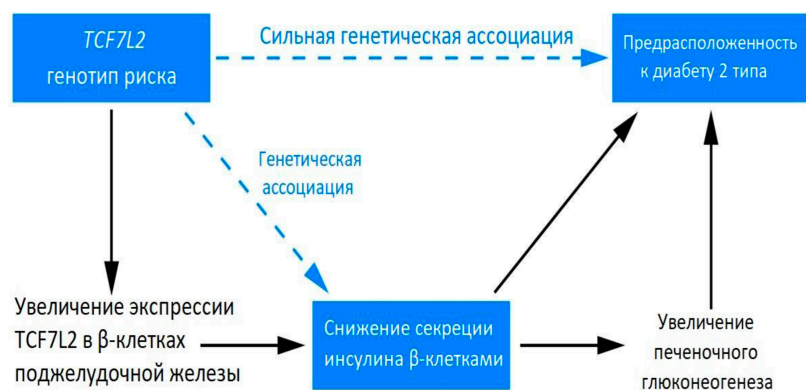 TCF7L2
генотип риска
Сильная генетическая ассоциация
Предрасположенность
к диабету 2 типа
Генетическая
ассоциация
Увеличение экспрессии
TCF7L2 в β-клетках
поджелудочной железы
Снижение секреции
инсулина β-клетками
Увеличение
печеночного
глюконеогенеза